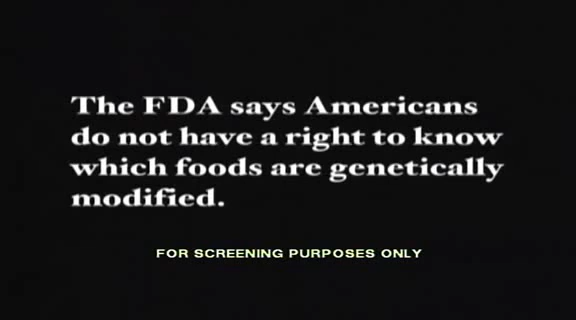 The FDA says Americans
do not have a right to know
which foods are genetically
modified.
FOR SCREENING PURPOSES ONLY